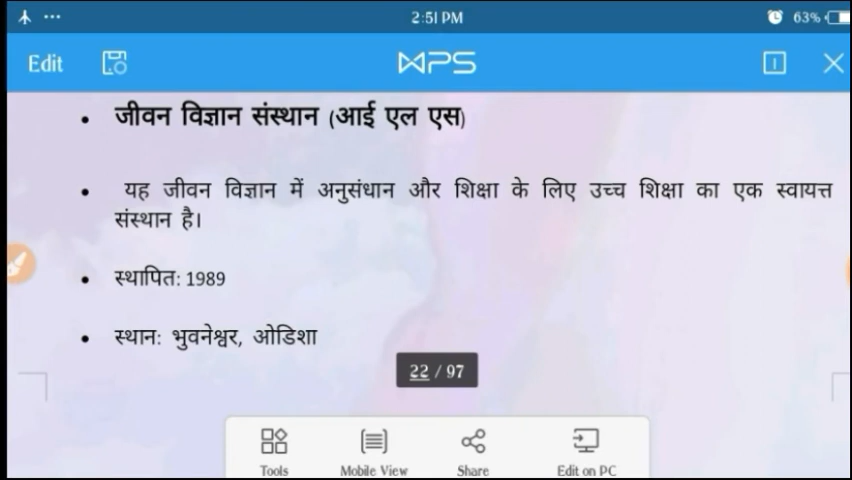 2:51 PM
63%
Edit
WPS
• जीवन विज्ञान संस्थान (आई एल एस)
• यह जीवन विज्ञान में अनुसंधान और शिक्षा के लिए उच्च शिक्षा का एक स्वायत्त
संस्थान है।
• स्थापित: 1989
• स्थान: भुवनेश्वर, ओडिशा
22 / 97
Tools Mobile View Share Edit on PC